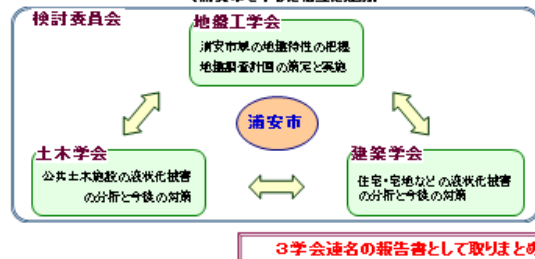 検討委員会
地盤工学会
浦安市域の地盤特性の把握
地盤調査計画の策定と実施
浦安市
土木学会
公共土木施設の液状化被害
の分析と今後の対策
建築学会
住宅・宅地などの液状化被害
の分析と今後の対策
3学会連名の報告書として取りまとめ